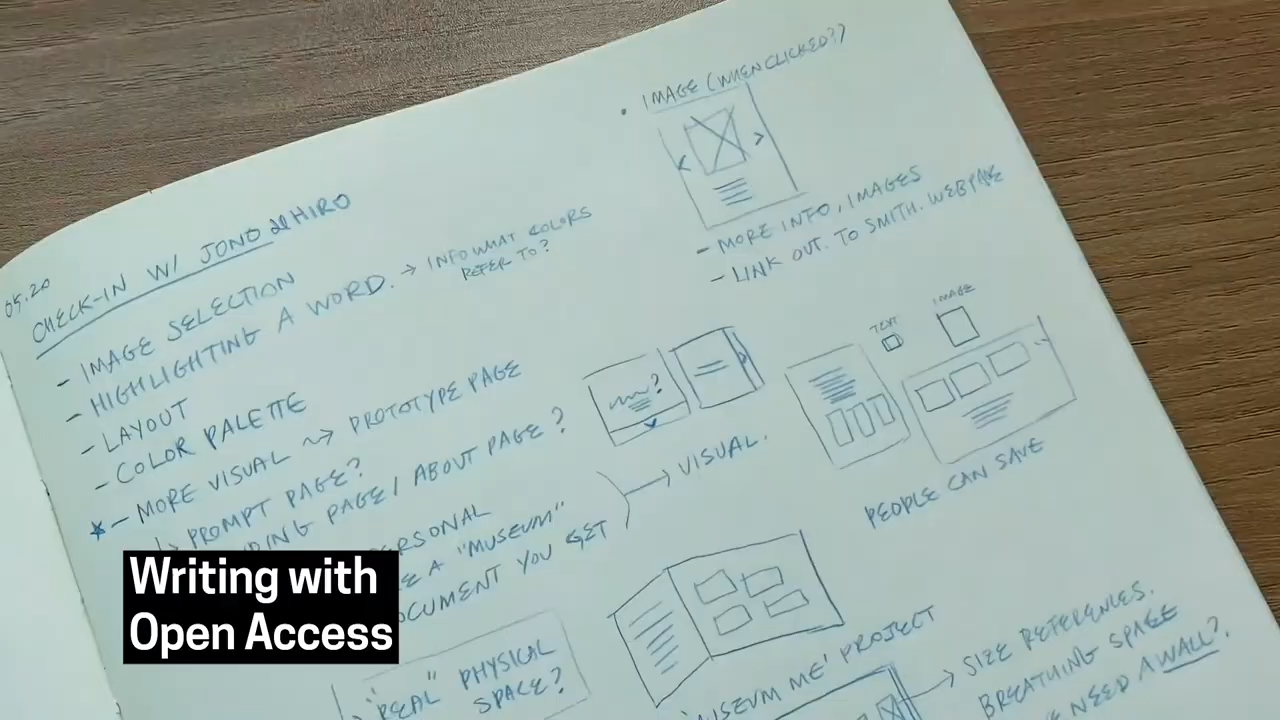 05.20
CHECK-IN W/ JONO & HIRO
- IMAGE SELECTION
- HIGHLIGHTING A WORD. → INFO WHAT COLORS
REFER TO?
- LAYOUT
- COLOR PALETTE
★ - MORE VISUAL ⤳ PROTOTYPE PAGE
↳ PROMPT PAGE?
PAGE / ABOUT PAGE?
A "MUSEUM"
DOCUMENT YOU GET
→ VISUAL.
"REAL" PHYSICAL
SPACE?
• IMAGE (WHEN CLICKED?)
- MORE INFO, IMAGES
- LINK OUT. TO SMITH. WEBPAGE
TEXT
IMAGE
PEOPLE CAN SAVE
ME' PROJECT
→ SIZE REFERENCES.
BREATHING SPACE
NEED A WALL?.
Writing with
Open Access